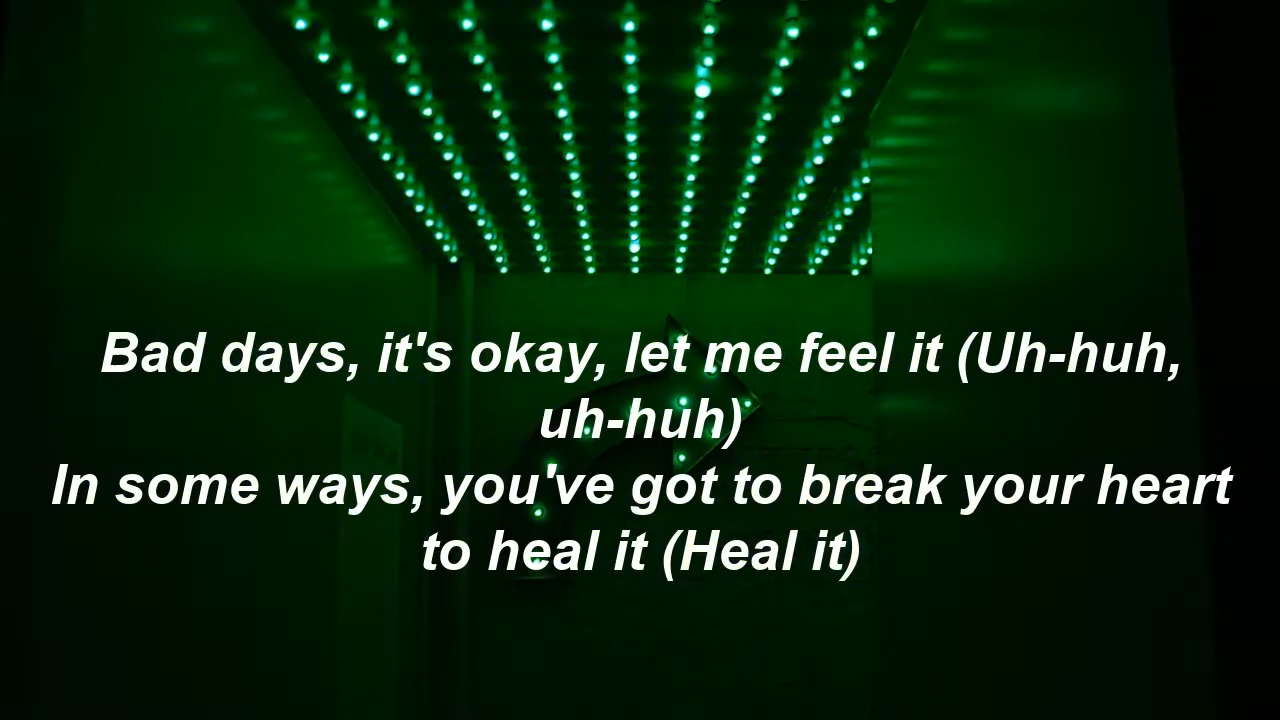 Bad days, it's okay, let me feel it (Uh-huh,
uh-huh)
In some ways, you've got to break your heart
to heal it (Heal it)